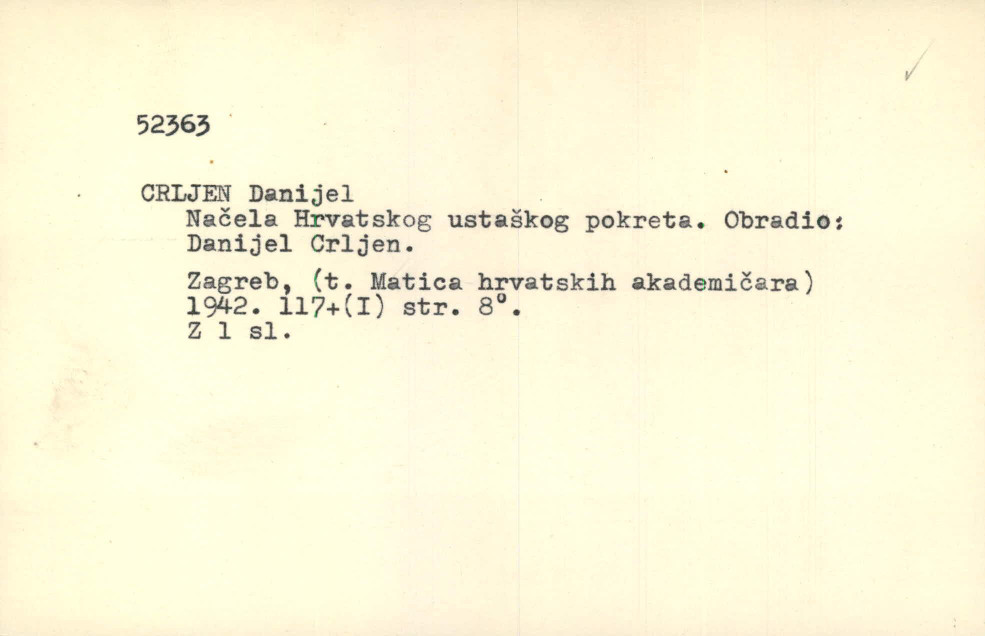 52363
CRLJEN Danijel
Načela Hrvatskog ustaškog pokreta. Obradio:
Danijel Crljen.
Zagreb, (t. Matica hrvatskih akademičara)
1942. 117+(I) str. 8°.
Z 1 sl.